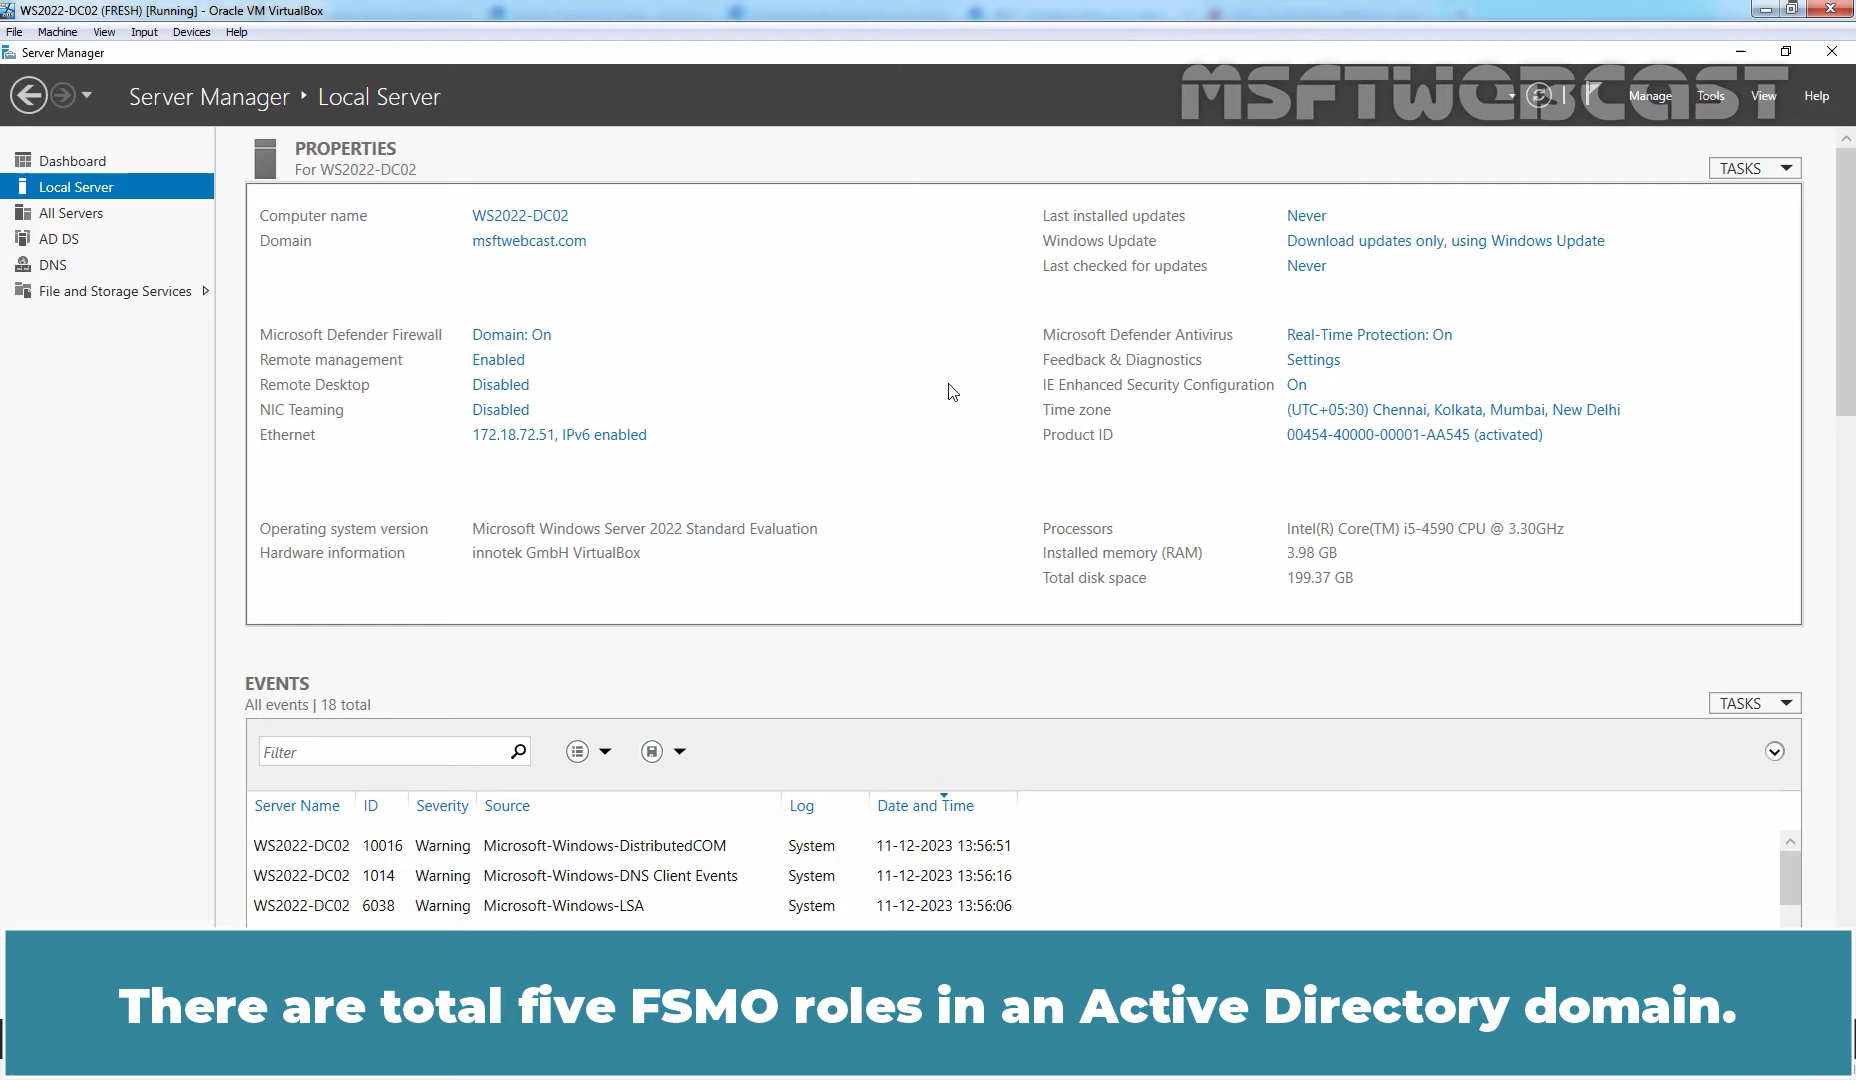 WS2022-DC02 (FRESH) [Running] - Oracle VM VirtualBox
File Machine View Input Devices Help
Server Manager
Server Manager Local Server
MSFTWEBCAST
Manage Tools View Help
Dashboard
Local Server
All Servers
AD DS
DNS
File and Storage Services
PROPERTIES
For WS2022-DC02
TASKS
Computer name WS2022-DC02
Domain msftwebcast.com
Last installed updates Never
Windows Update Download updates only, using Windows Update
Last checked for updates Never
Microsoft Defender Firewall Domain: On
Remote management Enabled
Remote Desktop Disabled
NIC Teaming Disabled
Ethernet 172.18.72.51, IPv6 enabled
Microsoft Defender Antivirus Real-Time Protection: On
Feedback & Diagnostics Settings
IE Enhanced Security Configuration On
Time zone (UTC+05:30) Chennai, Kolkata, Mumbai, New Delhi
Product ID 00454-40000-00001-AA545 (activated)
Operating system version Microsoft Windows Server 2022 Standard Evaluation
Hardware information innotek GmbH VirtualBox
Processors Intel(R) Core(TM) i5-4590 CPU @ 3.30GHz
Installed memory (RAM) 3.98 GB
Total disk space 199.37 GB
EVENTS
All events | 18 total
TASKS
Filter
Server Name ID Severity Source Log Date and Time
WS2022-DC02 10016 Warning Microsoft-Windows-DistributedCOM System 11-12-2023 13:56:51
WS2022-DC02 1014 Warning Microsoft-Windows-DNS Client Events System 11-12-2023 13:56:16
WS2022-DC02 6038 Warning Microsoft-Windows-LSA System 11-12-2023 13:56:06
There are total five FSMO roles in an Active Directory domain.